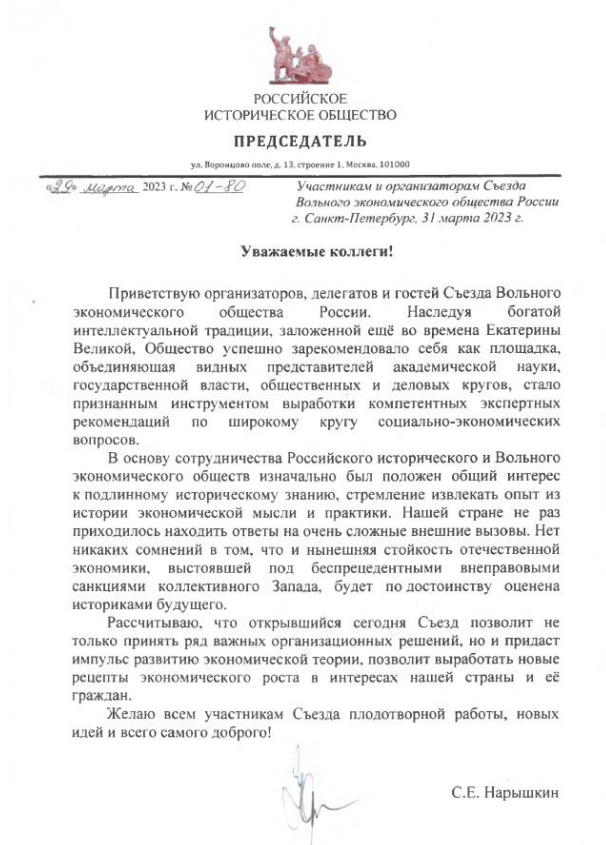 РОССИЙСКОЕ
ИСТОРИЧЕСКОЕ ОБЩЕСТВО
ПРЕДСЕДАТЕЛЬ
ул. Воронцово поле, д. 13, строение 1, Москва, 101000
«29» марта 2023 г. № 01-80
Участникам и организаторам Съезда
Вольного экономического общества России
г. Санкт-Петербург, 31 марта 2023 г.
Уважаемые коллеги!
Приветствую организаторов, делегатов и гостей Съезда Вольного
экономического общества России. Наследуя богатой
интеллектуальной традиции, заложенной ещё во времена Екатерины
Великой, Общество успешно зарекомендовало себя как площадка,
объединяющая видных представителей академической науки,
государственной власти, общественных и деловых кругов, стало
признанным инструментом выработки компетентных экспертных
рекомендаций по широкому кругу социально-экономических
вопросов.
В основу сотрудничества Российского исторического и Вольного
экономического обществ изначально был положен общий интерес
к подлинному историческому знанию, стремление извлекать опыт из
истории экономической мысли и практики. Нашей стране не раз
приходилось находить ответы на очень сложные внешние вызовы. Нет
никаких сомнений в том, что и нынешняя стойкость отечественной
экономики, выстоявшей под беспрецедентными внеправовыми
санкциями коллективного Запада, будет по достоинству оценена
историками будущего.
Рассчитываю, что открывшийся сегодня Съезд позволит не
только принять ряд важных организационных решений, но и придаст
импульс развитию экономической теории, позволит выработать новые
рецепты экономического роста в интересах нашей страны и её
граждан.
Желаю всем участникам Съезда плодотворной работы, новых
идей и всего самого доброго!
С.Е. Нарышкин